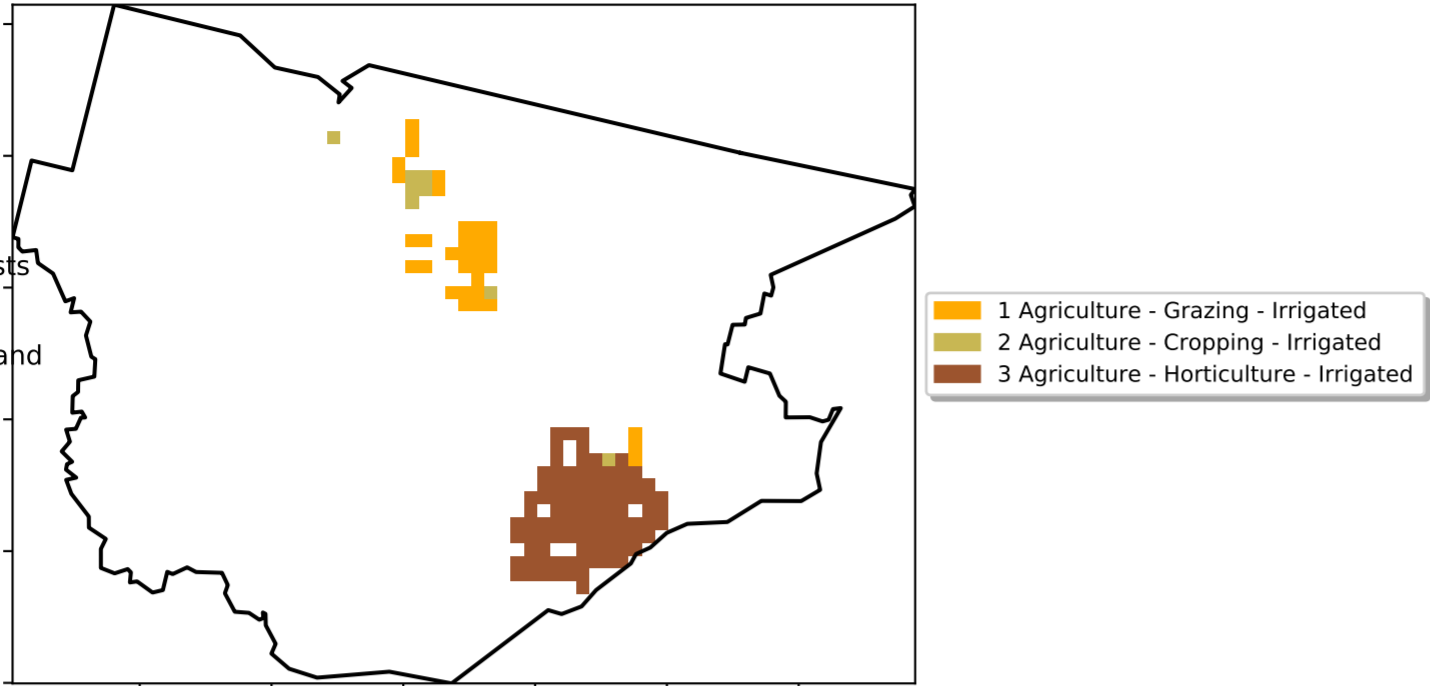 sts
and
1 Agriculture - Grazing - Irrigated
2 Agriculture - Cropping - Irrigated
3 Agriculture - Horticulture - Irrigated